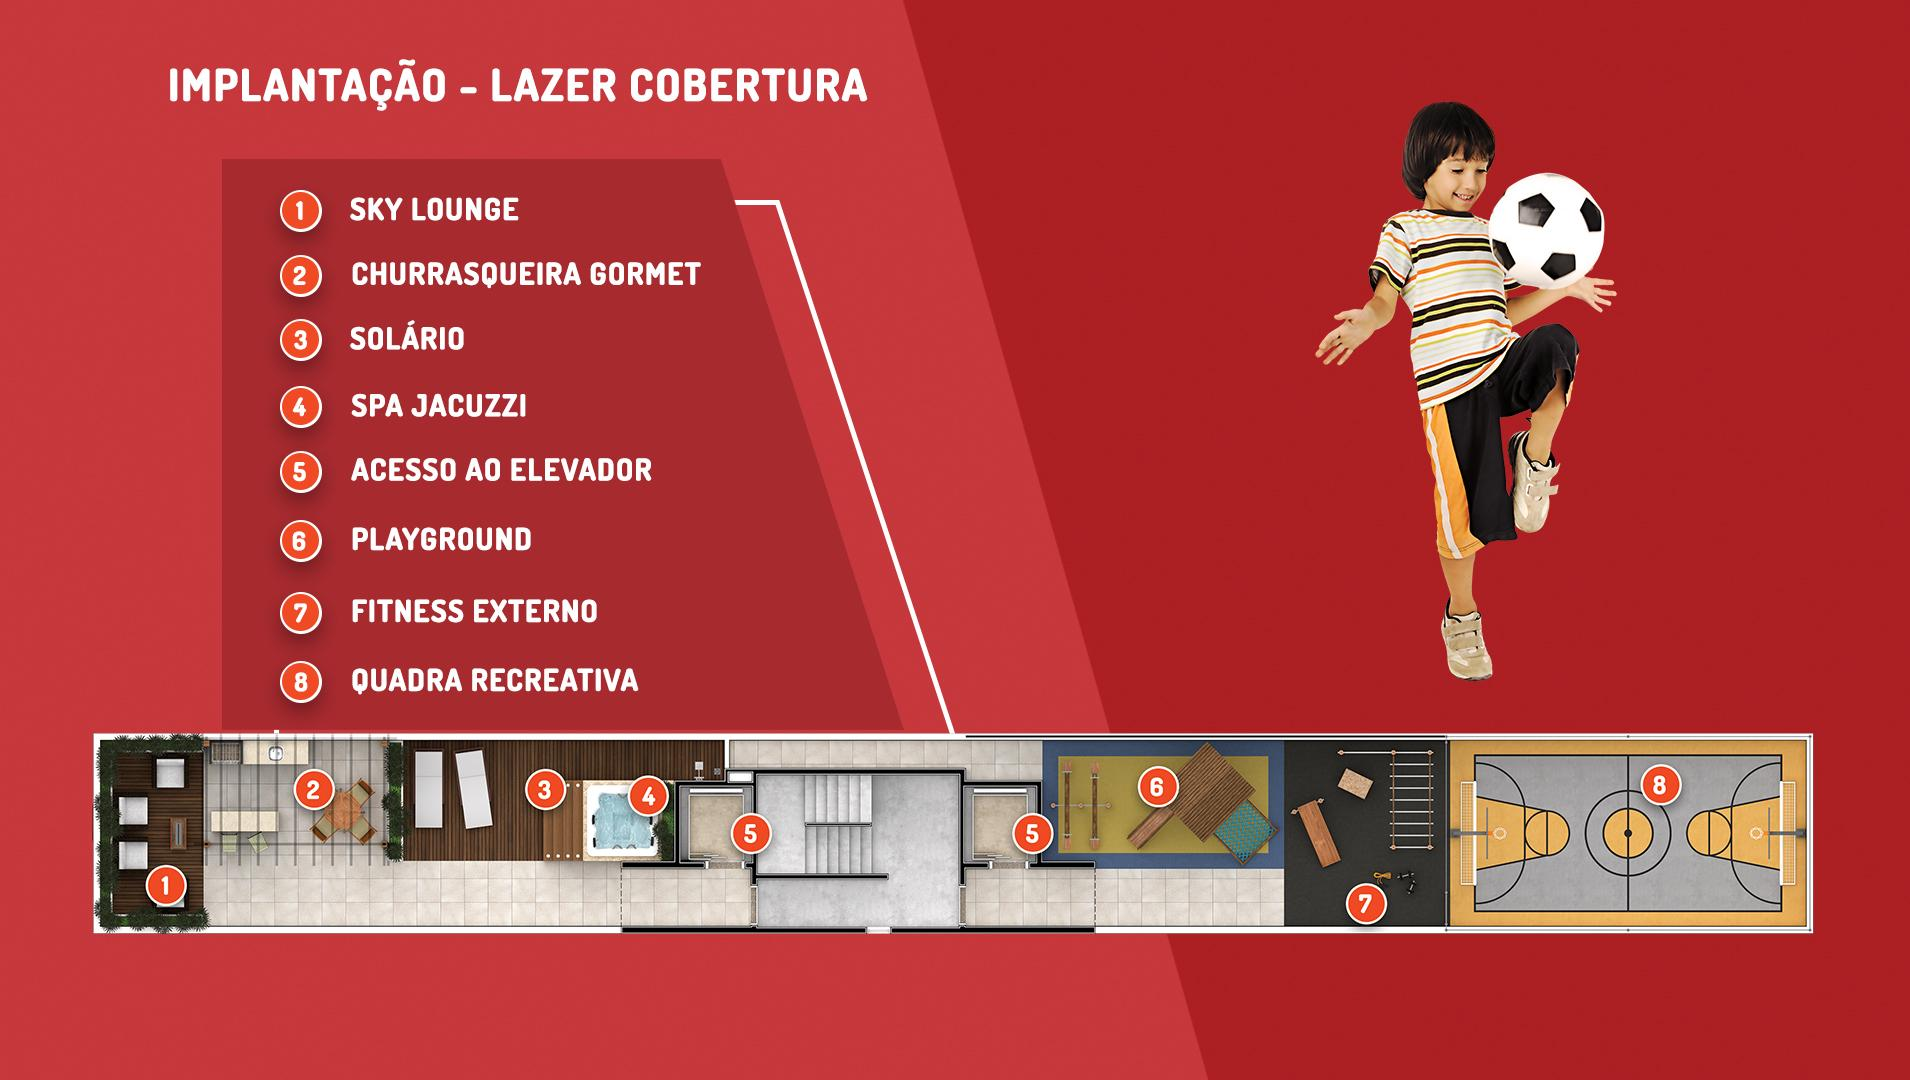 IMPLANTAÇÃO - LAZER COBERTURA
1 SKY LOUNGE
2 CHURRASQUEIRA GORMET
3 SOLÁRIO
4 SPA JACUZZI
5 ACESSO AO ELEVADOR
6 PLAYGROUND
7 FITNESS EXTERNO
8 QUADRA RECREATIVA
1
2
3
4
5
5
6
7
8